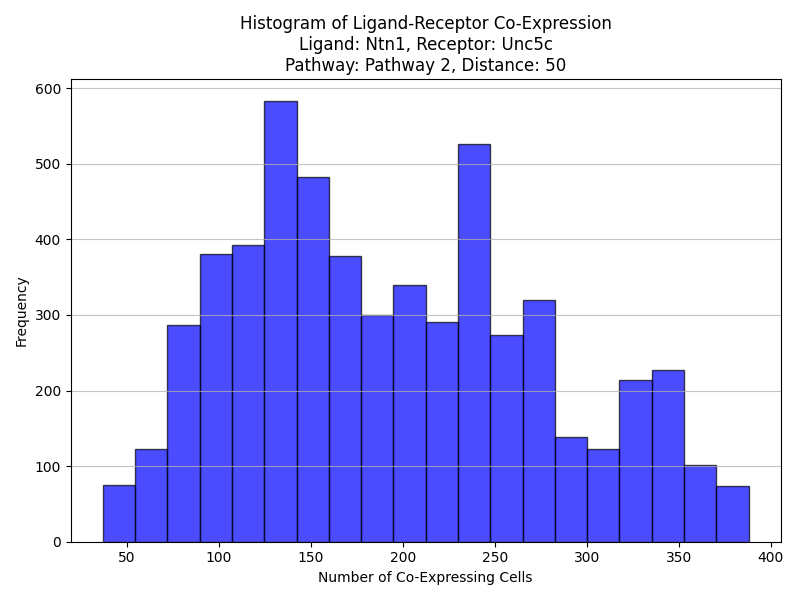 Histogram of Ligand-Receptor Co-Expression
Ligand: Ntn1, Receptor: Unc5c
Pathway: Pathway 2, Distance: 50
600
500
400
300
200
100
0
Frequency
50 100 150 200 250 300 350 400
Number of Co-Expressing Cells